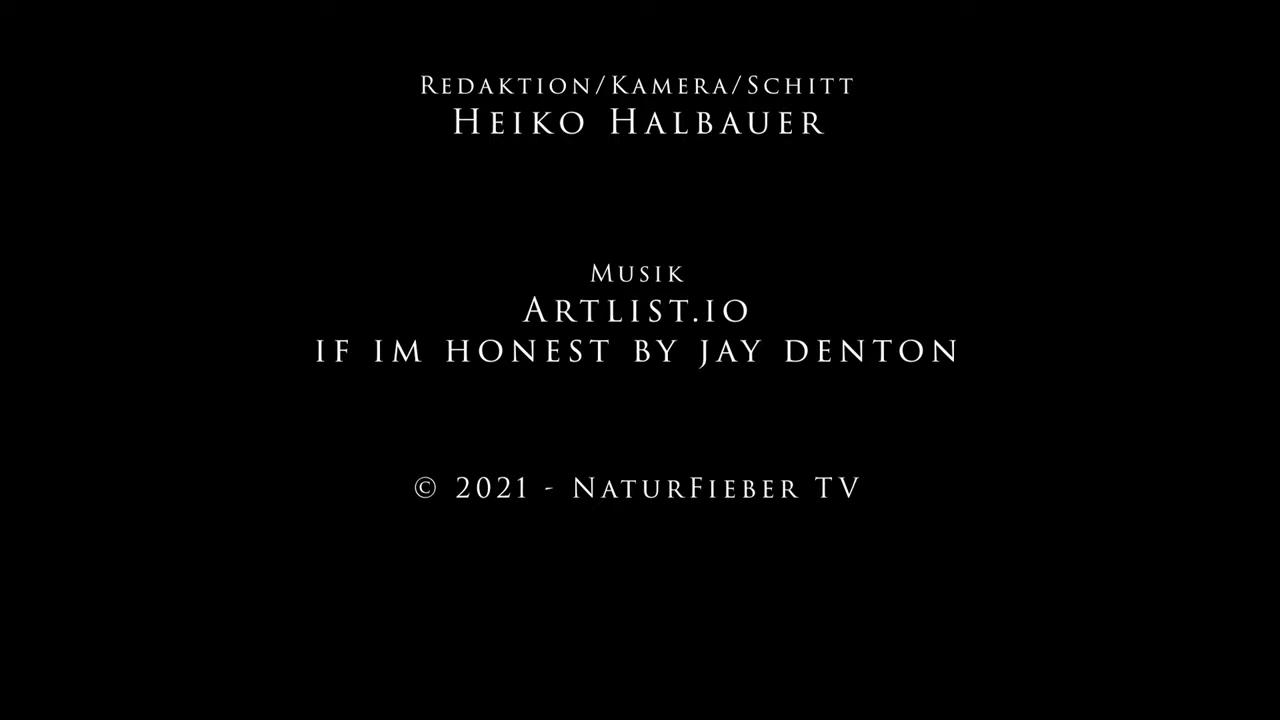 Redaktion/Kamera/Schitt
Heiko Halbauer
Musik
Artlist.io
if im honest by jay denton
© 2021 - NaturFieber TV